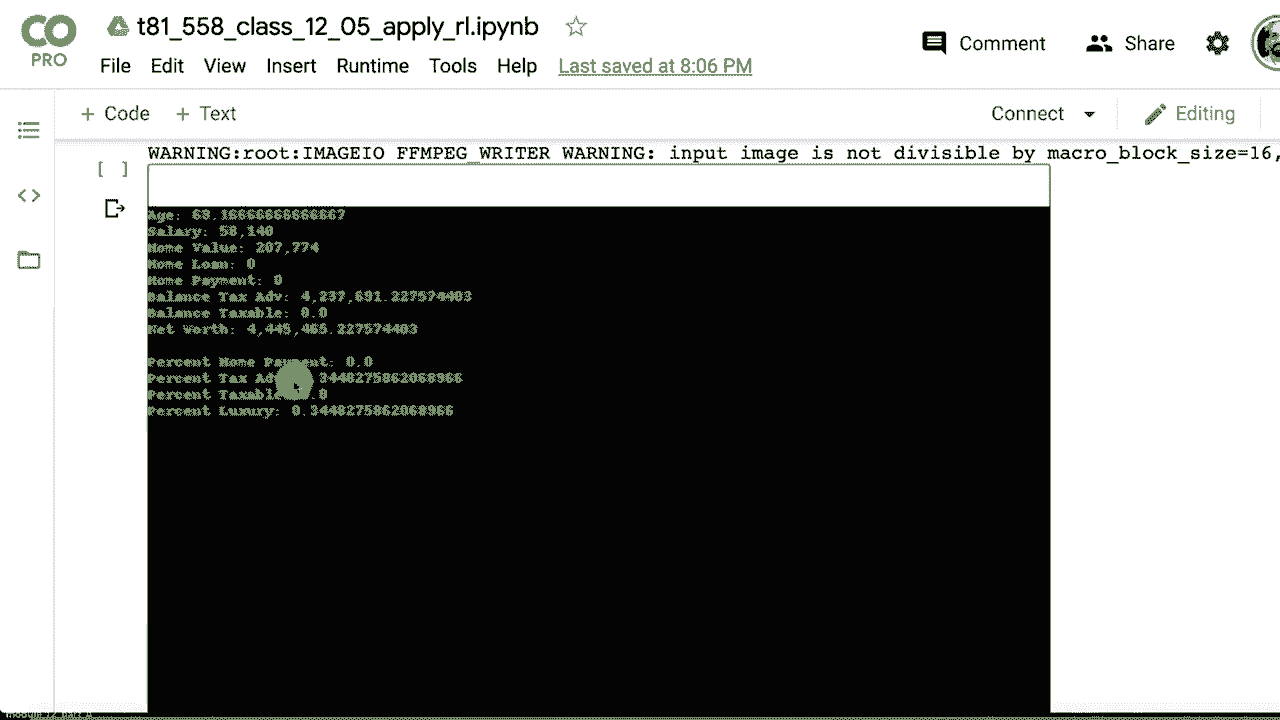 CO
PRO
t81_558_class_12_05_apply_rl.ipynb
Comment
Share
File Edit View Insert Runtime Tools Help Last saved at 8:06 PM
+ Code + Text
Connect
Editing
WARNING:root:IMAGEIO FFMPEG_WRITER WARNING: input image is not divisible by macro_block_size=16,
[ ]
Age: 69.16666666666667
Salary: 58,140
Home Value: 207,774
Home Loan: 0
Home Payment: 0
Balance Tax Adv: 4,237,691.227574403
Balance Taxable: 0.0
Net Worth: 4,445,465.227574403
Percent Home Payment: 0.0
Percent Tax 3448275862068966
Percent Taxable .0
Percent Luxury: 0.3448275862068966